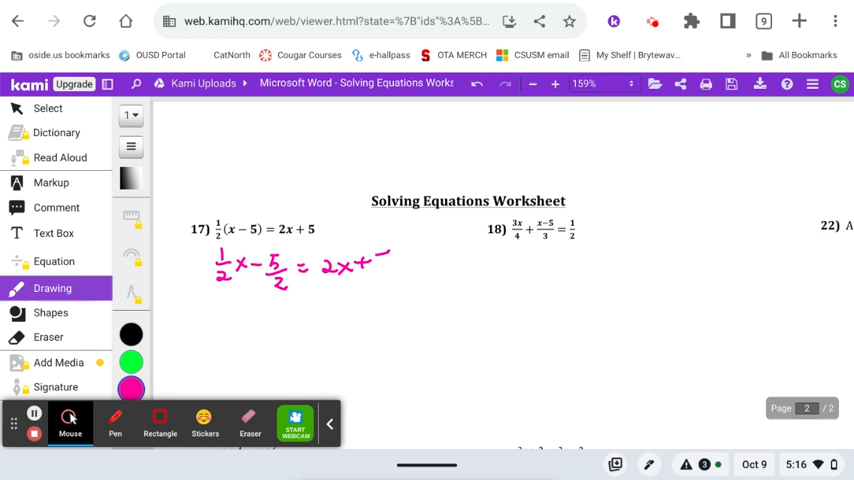 web.kamihq.com/web/viewer.html?state=%7B"ids"%3A%5B... 9
oside.us bookmarks OUSD Portal CatNorth Cougar Courses e-hallpass OTA MERCH CSUSM email My Shelf | Brytewav... » All Bookmarks
kami Upgrade Kami Uploads Microsoft Word - Solving Equations Works 159% CS
Select 1
Dictionary
Read Aloud
Markup
Comment
Text Box
Equation
Drawing
Shapes
Eraser
Add Media
Signature
Solving Equations Worksheet
17) 1/2(x − 5) = 2x + 5 18) 3x/4 + x−5/3 = 1/2 22) A
1/2x − 5/2 = 2x +
Page 2 / 2
Mouse Pen Rectangle Stickers Eraser START WEBCAM
3 Oct 9 5:16